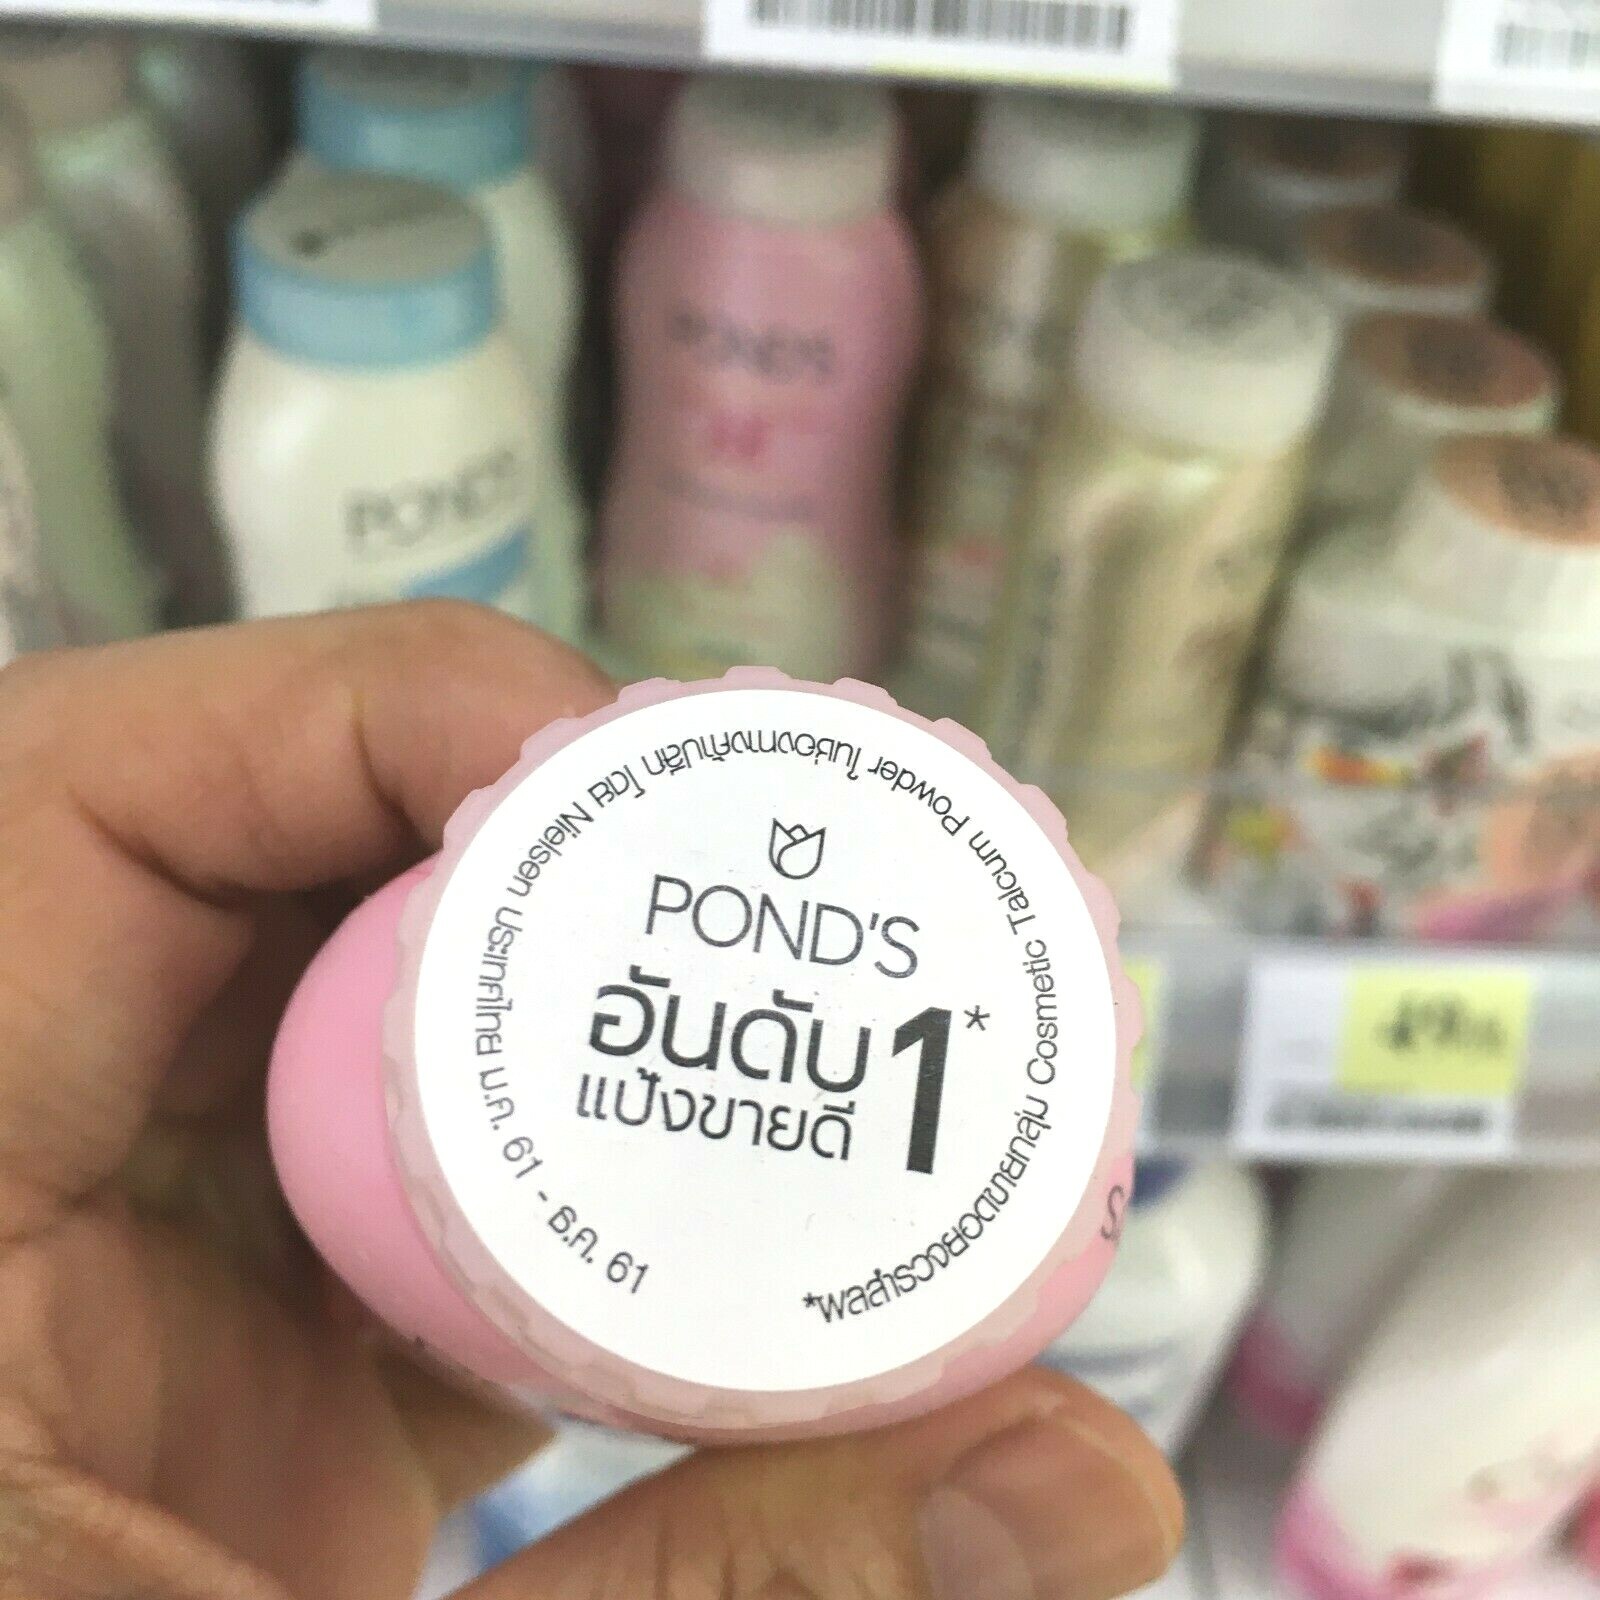 POND'S
อันดับ 1*
แป้งขายดี
*ผลสำรวจยอดขายกลุ่ม Cosmetic Talcum Powder ในช่องทางค้าปลีก โดย Nielsen ประเทศไทย ม.ค. 61 - ธ.ค. 61
POND'S
POND'S